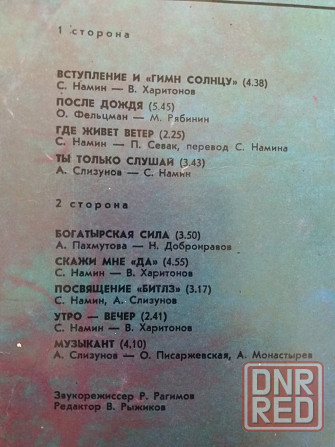 1 сторона
ВСТУПЛЕНИЕ И «ГИМН СОЛНЦУ» (4.38)
С. Намин — В. Харитонов
ПОСЛЕ ДОЖДЯ (5.45)
О. Фельцман — М. Рябинин
ГДЕ ЖИВЕТ ВЕТЕР (2.25)
С. Намин — П. Севак, перевод С. Намина
ТЫ ТОЛЬКО СЛУШАЙ (3.43)
А. Слизунов — С. Намин
2 сторона
БОГАТЫРСКАЯ СИЛА (3.50)
А. Пахмутова — Н. Добронравов
СКАЖИ МНЕ «ДА» (4.55)
С. Намин — В. Харитонов
ПОСВЯЩЕНИЕ «БИТЛЗ» (3.17)
С. Намин, А. Слизунов
УТРО — ВЕЧЕР (2.41)
С. Намин — В. Харитонов
МУЗЫКАНТ (4.10)
А. Слизунов — О. Писаржевская, А. Монастырев
Звукорежиссер Р. Рагимов
Редактор В. Рыжиков
DNR
RED